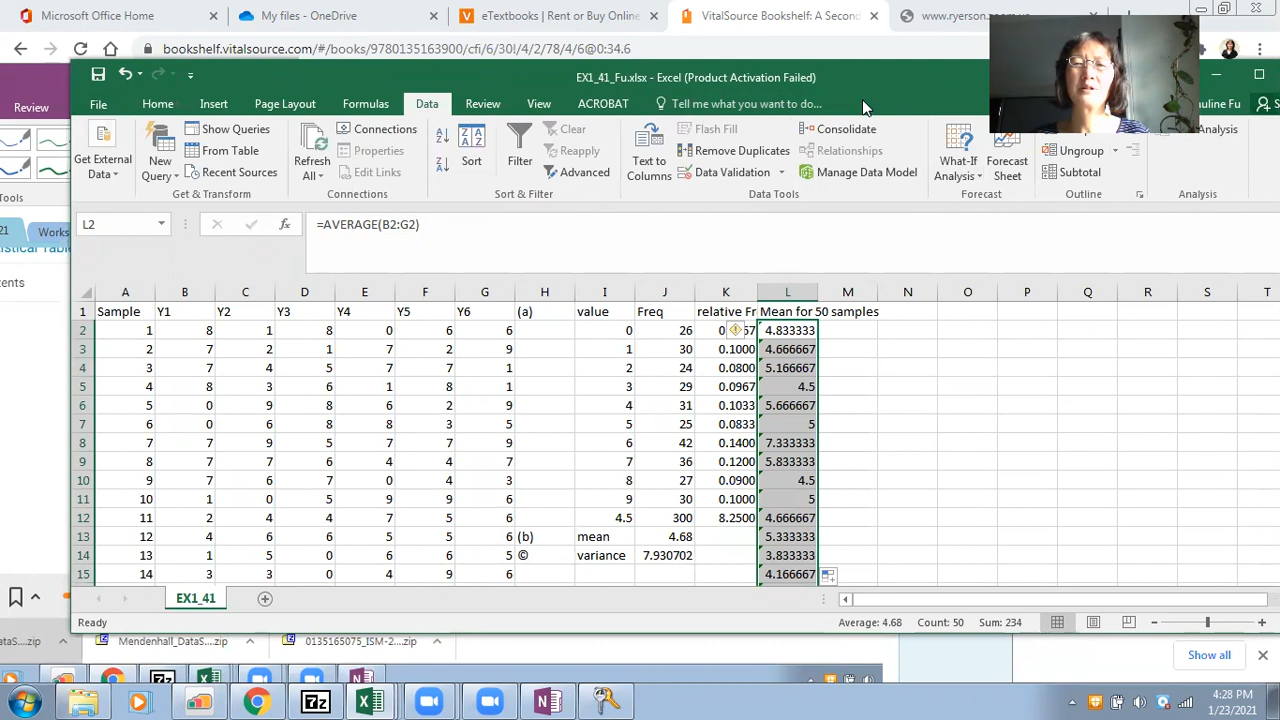 Microsoft Office Home
My files - OneDrive
eTextbooks | Rent or Buy Online
VitalSource Bookshelf: A Second
bookshelf.vitalsource.com/#/books/9780135163900/cfi/6/30!/4/2/78/4/6@0:34.6
EX1_41_Fu.xlsx - Excel (Product Activation Failed)
Review
File Home Insert Page Layout Formulas Data Review View ACROBAT Tell me what you want to do... uline Fu
Get External Data
New Query
Show Queries
From Table
Recent Sources
Get & Transform
Refresh All
Connections
Properties
Edit Links
Connections
Sort
Filter
Clear
Reapply
Advanced
Sort & Filter
Text to Columns
Flash Fill
Remove Duplicates
Data Validation
Consolidate
Relationships
Manage Data Model
Data Tools
What-If Analysis
Forecast Sheet
Forecast
Ungroup
Subtotal
Outline
Analysis
Tools
21 Works
L2 fx =AVERAGE(B2:G2)
A B C D E F G H I J K L M N O P Q R S T
1 Sample Y1 Y2 Y3 Y4 Y5 Y6 (a) value Freq relative Fr Mean for 50 samples
2 1 8 1 8 0 6 6 0 26 0 67 4.833333
3 2 7 2 1 7 2 9 1 30 0.1000 4.666667
4 3 7 4 5 7 7 1 2 24 0.0800 5.166667
5 4 8 3 6 1 8 1 3 29 0.0967 4.5
6 5 0 9 8 6 2 9 4 31 0.1033 5.666667
7 6 0 6 8 8 3 5 5 25 0.0833 5
8 7 7 9 5 7 7 9 6 42 0.1400 7.333333
9 8 7 7 6 4 4 7 7 36 0.1200 5.833333
10 9 7 6 7 0 4 3 8 27 0.0900 4.5
11 10 1 0 5 9 9 6 9 30 0.1000 5
12 11 2 4 4 7 5 6 4.5 300 8.2500 4.666667
13 12 4 6 6 5 5 6 (b) mean 4.68 5.333333
14 13 1 5 0 6 6 5 © variance 7.930702 3.833333
15 14 3 3 0 4 9 6 4.166667
EX1_41
Ready Average: 4.68 Count: 50 Sum: 234
Mendenhall_DataS....zip
0135165075_ISM-2....zip
Show all
4:28 PM
1/23/2021